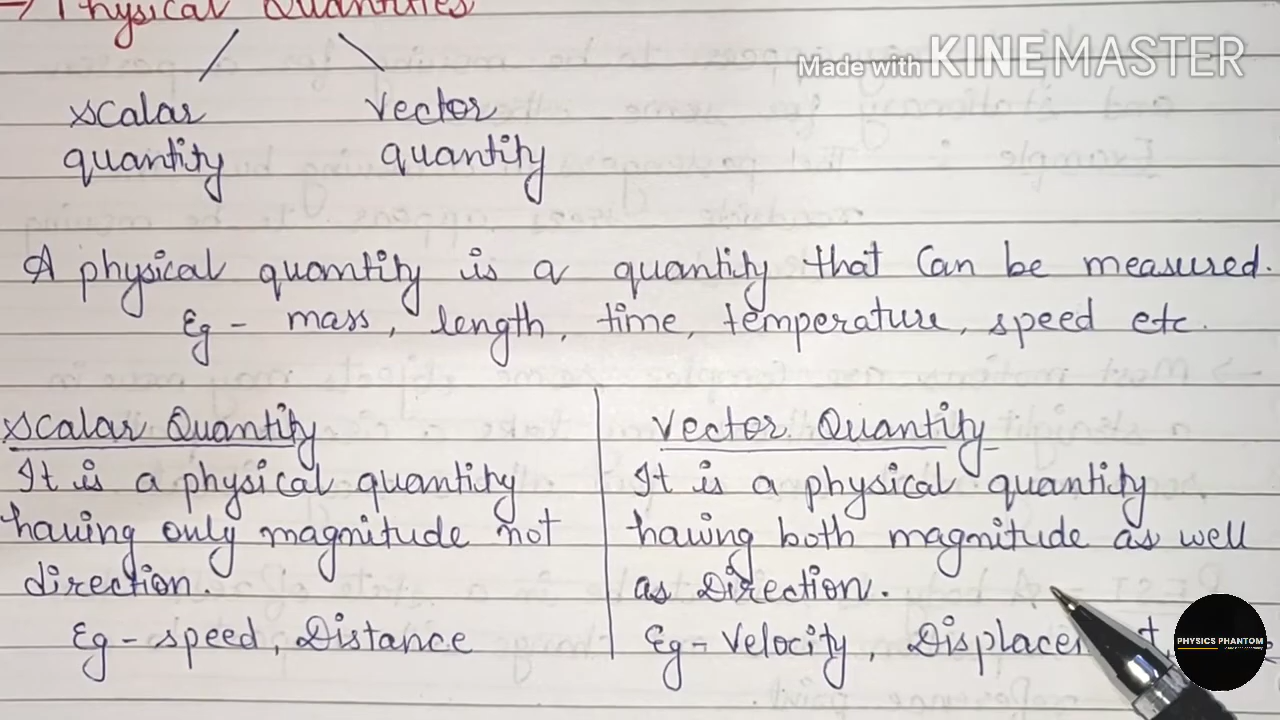 → Physical Quantities
Made with KINEMASTER
Scalar Vector
quantity quantity
A physical quantity is a quantity that Can be measured.
Eg - mass, length, time, temperature, speed etc.
Scalar Quantity
It is a physical quantity
having only magnitude not
direction.
Eg - speed, Distance
Vector Quantity
It is a physical quantity
having both magnitude as well
as Direction.
Eg - Velocity,
PHYSICS PHANTOM